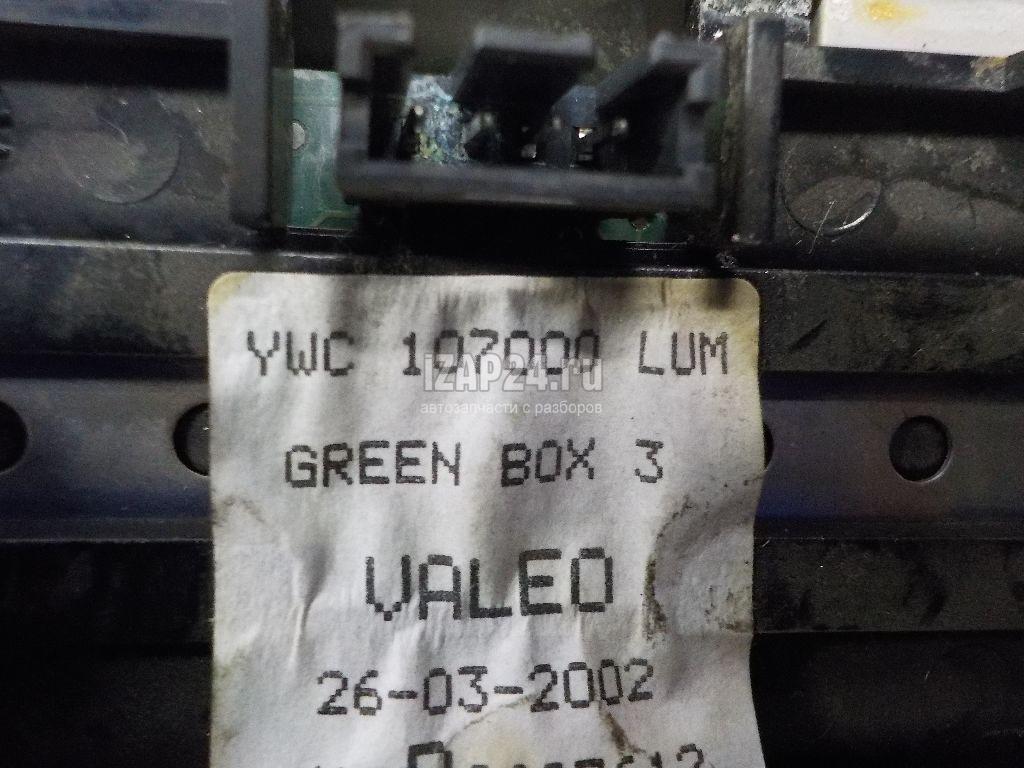 YWC 107000 LUM
iZAP24.ru
автозапчасти с разборов
GREEN BOX 3
VALEO
26-03-2002